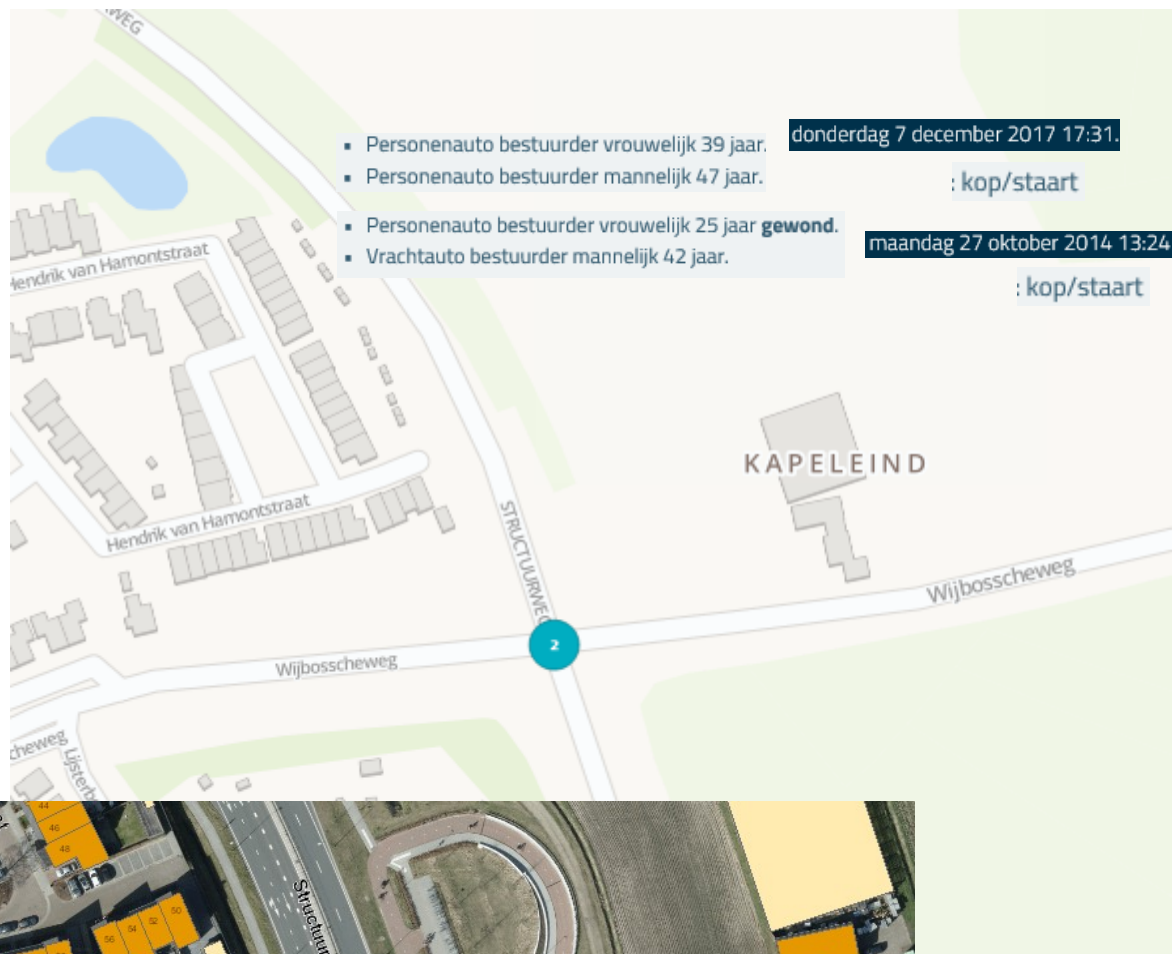 WEG
Personenauto bestuurder vrouwelijk 39 jaar.
Personenauto bestuurder mannelijk 47 jaar.
donderdag 7 december 2017 17:31.
: kop/staart
Personenauto bestuurder vrouwelijk 25 jaar gewond.
Vrachtauto bestuurder mannelijk 42 jaar.
maandag 27 oktober 2014 13:24
: kop/staart
Hendrik van Hamontstraat
KAPELEIND
Hendrik van Hamontstraat
STRUCTUURWEG
Wijbosscheweg
2
Wijbosscheweg
cheweg
Lijsterb
44
46
48
50
52
54
56
Structuur